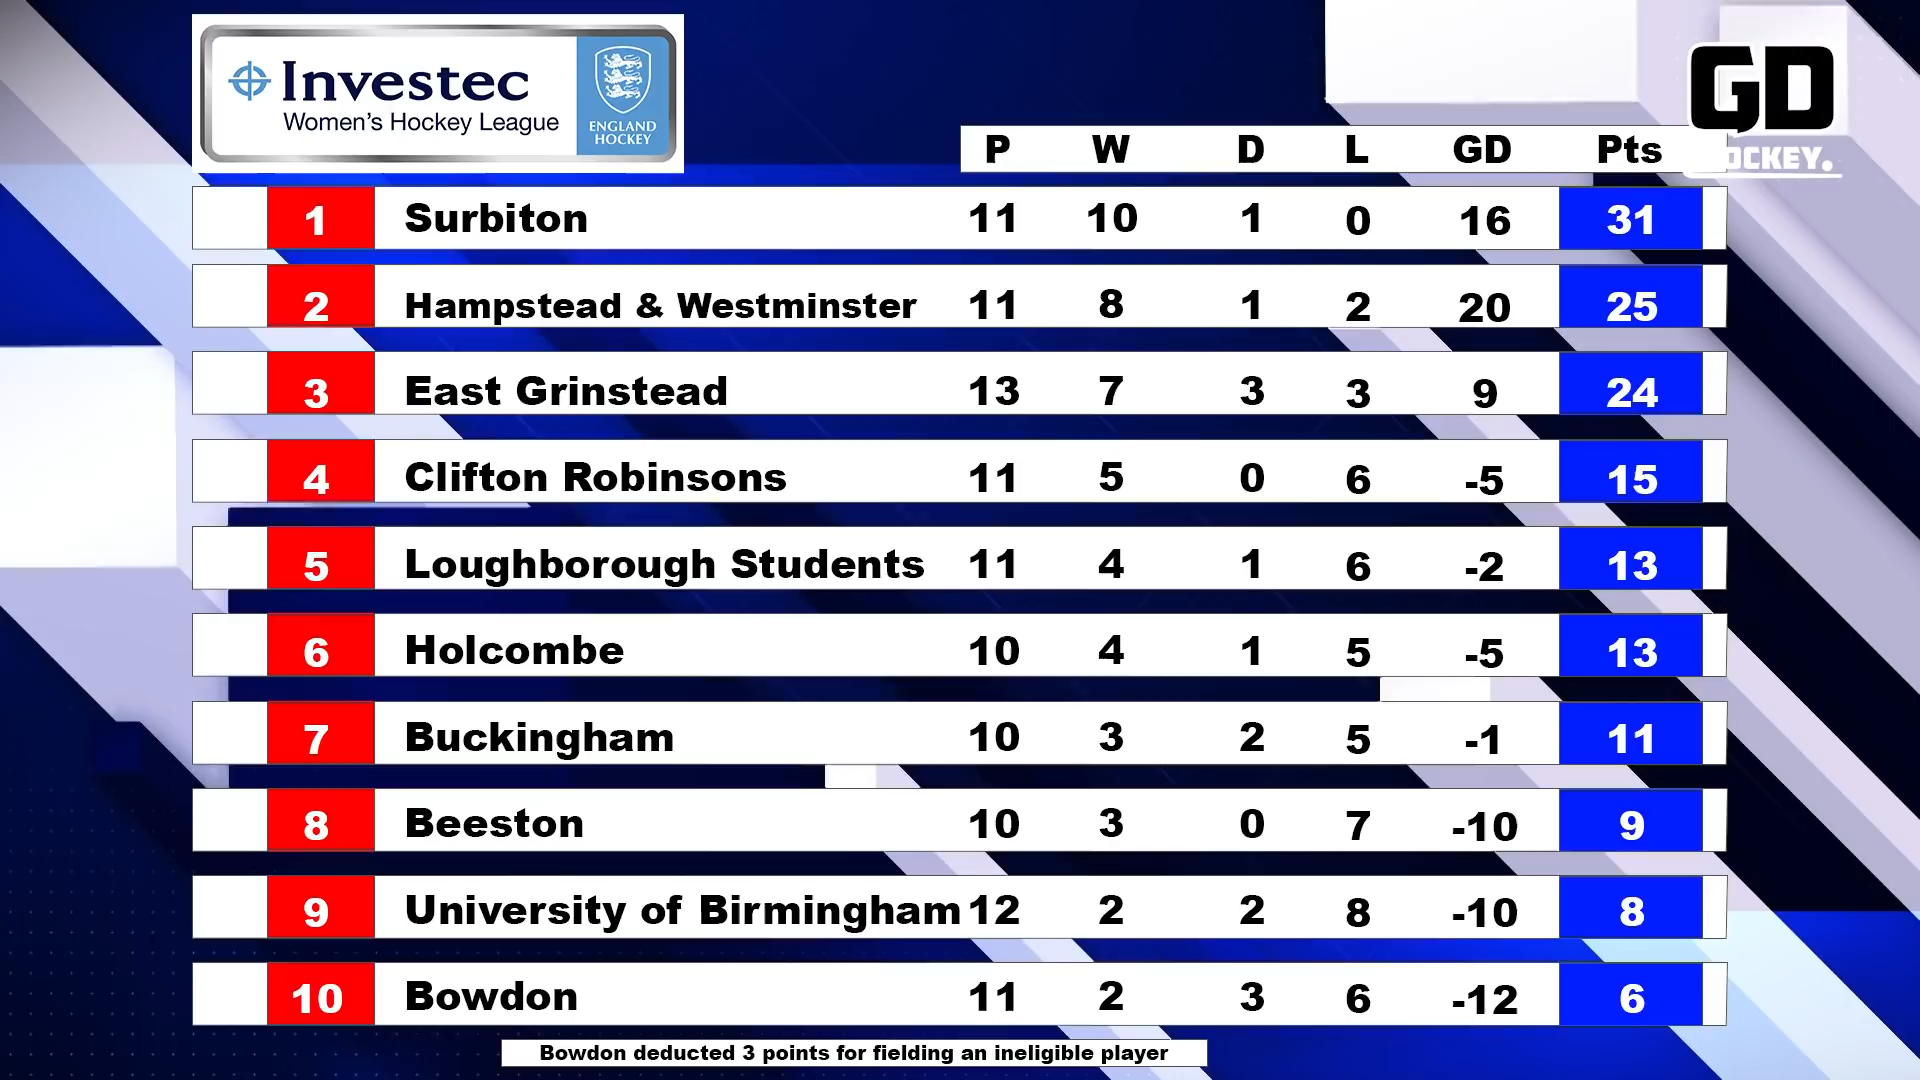 Investec
Women's Hockey League
ENGLAND
HOCKEY
GD
OCKEY.
P W D L GD Pts
1 Surbiton 11 10 1 0 16 31
2 Hampstead & Westminster 11 8 1 2 20 25
3 East Grinstead 13 7 3 3 9 24
4 Clifton Robinsons 11 5 0 6 -5 15
5 Loughborough Students 11 4 1 6 -2 13
6 Holcombe 10 4 1 5 -5 13
7 Buckingham 10 3 2 5 -1 11
8 Beeston 10 3 0 7 -10 9
9 University of Birmingham 12 2 2 8 -10 8
10 Bowdon 11 2 3 6 -12 6
Bowdon deducted 3 points for fielding an ineligible player